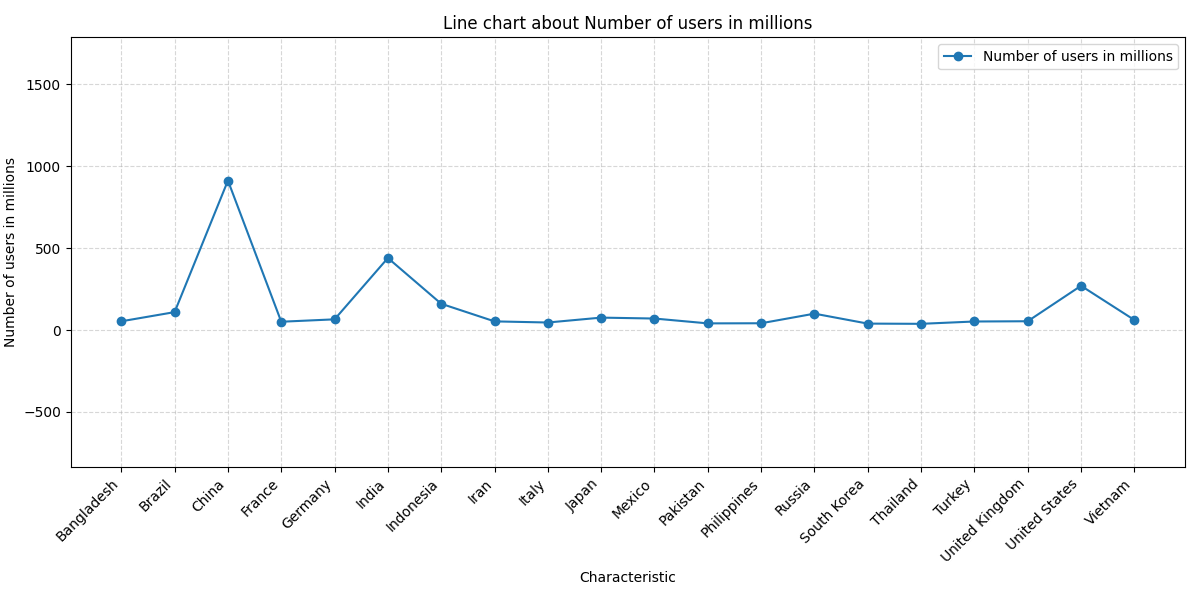 Line chart about Number of users in millions
Number of users in millions
1500
1000
500
0
−500
Number of users in millions
Bangladesh
Brazil
China
France
Germany
India
Indonesia
Iran
Italy
Japan
Mexico
Pakistan
Philippines
Russia
South Korea
Thailand
Turkey
United Kingdom
United States
Vietnam
Characteristic